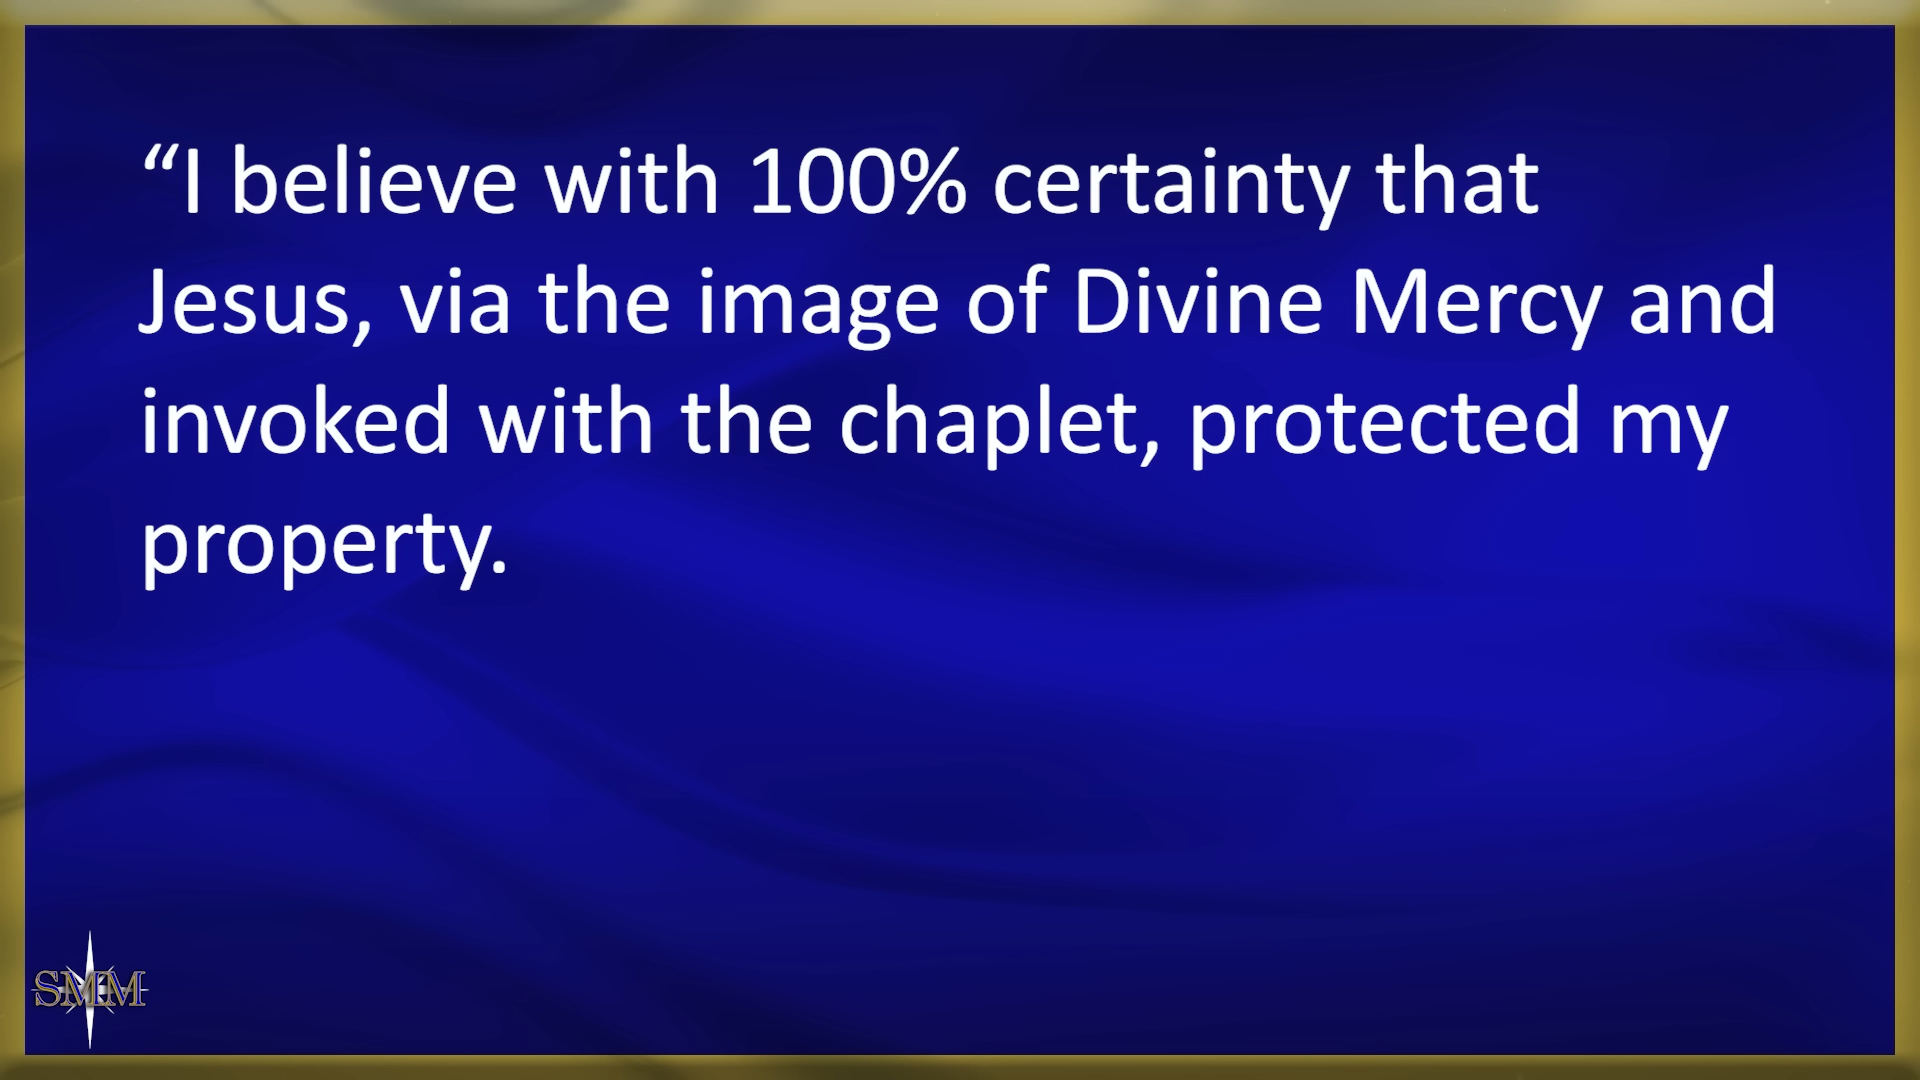 “I believe with 100% certainty that
Jesus, via the image of Divine Mercy and
invoked with the chaplet, protected my
property.
SMM